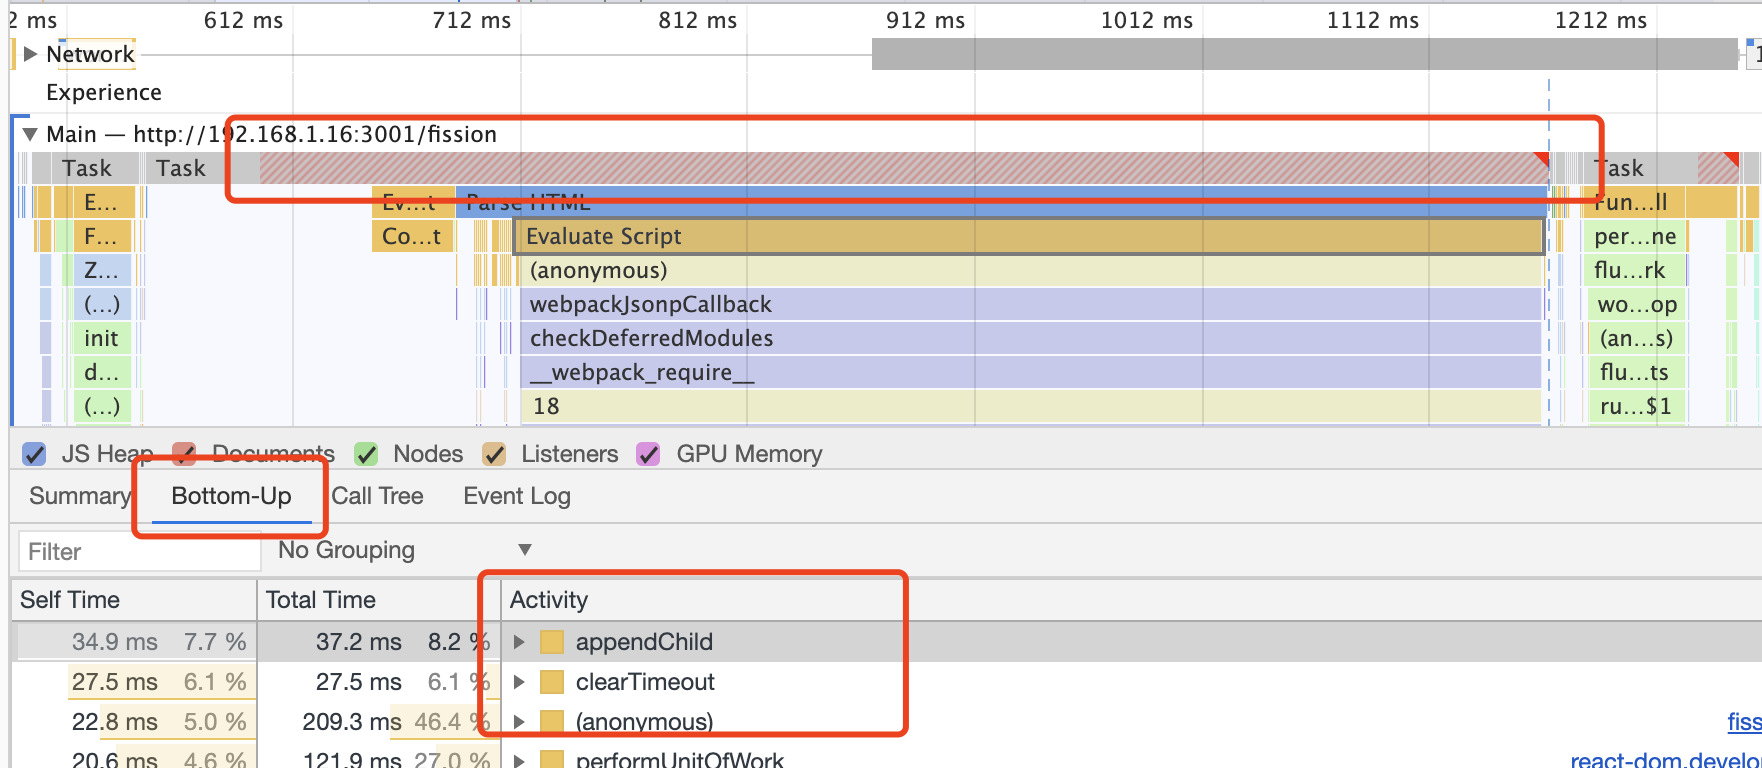 2 ms 612 ms 712 ms 812 ms 912 ms 1012 ms 1112 ms 1212 ms
Network 1
Experience
Main — http://192.168.1.16:3001/fission
Task Task Task
E... Ev...t Parse HTML Fun...ll
F... Co...t Evaluate Script per...ne
Z... (anonymous) flu...rk
(...) webpackJsonpCallback wo...op
init checkDeferredModules (an...s)
d... __webpack_require__ flu...ts
(...) 18 ru...$1
JS Heap Documents Nodes Listeners GPU Memory
Summary Bottom-Up Call Tree Event Log
Filter No Grouping
Self Time Total Time Activity
34.9 ms 7.7 % 37.2 ms 8.2 % appendChild
27.5 ms 6.1 % 27.5 ms 6.1 % clearTimeout
22.8 ms 5.0 % 209.3 ms 46.4 % (anonymous) fiss
20.6 ms 4.6 % 121.9 ms 27.0 % performUnitOfWork react-dom.develo